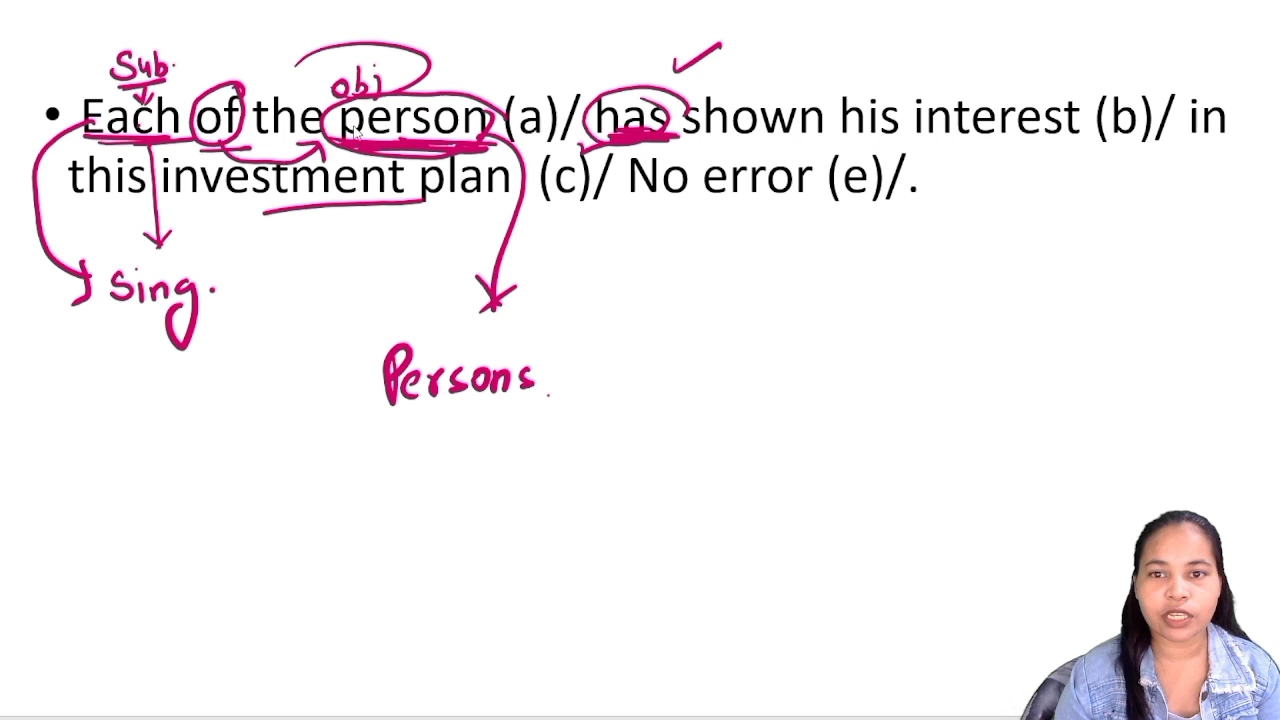 Sub.
obj
• Each of the person (a)/ has shown his interest (b)/ in
this investment plan (c)/ No error (e)/.
Sing.
Persons.